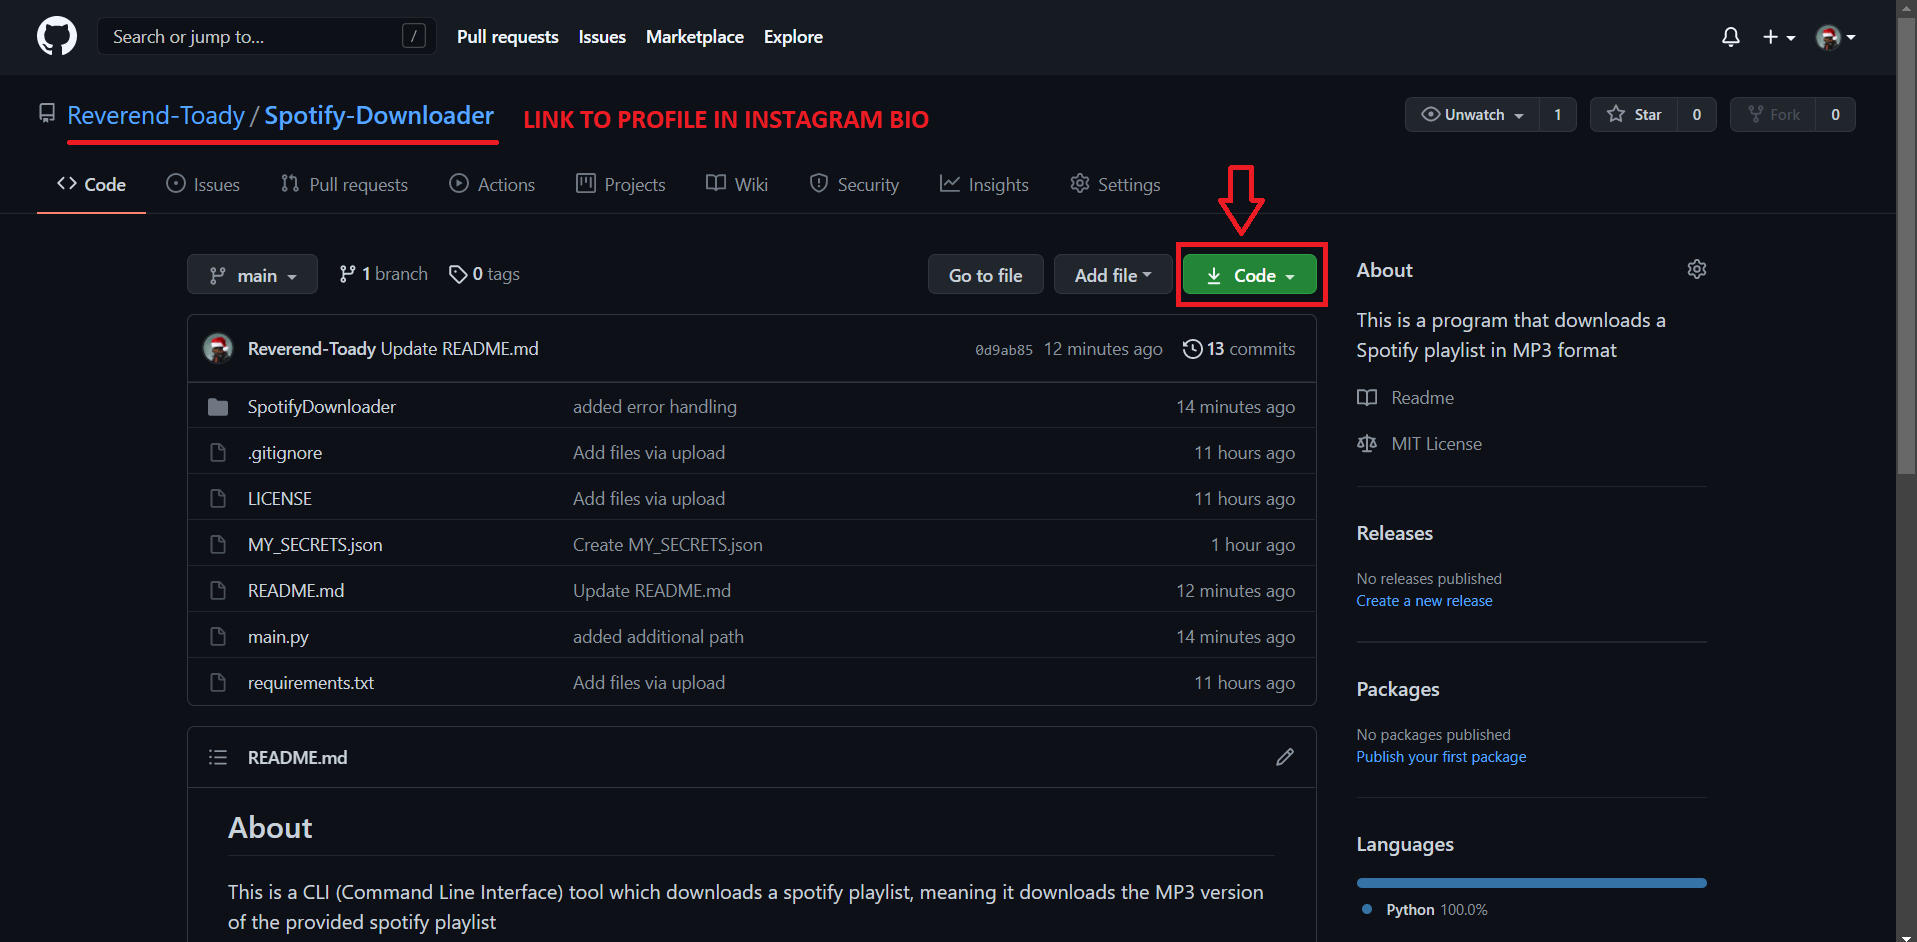 Search or jump to... /
Pull requests Issues Marketplace Explore
Reverend-Toady / Spotify-Downloader LINK TO PROFILE IN INSTAGRAM BIO
Unwatch 1 Star 0 Fork 0
Code Issues Pull requests Actions Projects Wiki Security Insights Settings
main 1 branch 0 tags Go to file Add file Code
Reverend-Toady Update README.md 0d9ab85 12 minutes ago 13 commits
SpotifyDownloader added error handling 14 minutes ago
.gitignore Add files via upload 11 hours ago
LICENSE Add files via upload 11 hours ago
MY_SECRETS.json Create MY_SECRETS.json 1 hour ago
README.md Update README.md 12 minutes ago
main.py added additional path 14 minutes ago
requirements.txt Add files via upload 11 hours ago
README.md
About
This is a CLI (Command Line Interface) tool which downloads a spotify playlist, meaning it downloads the MP3 version
of the provided spotify playlist
About
This is a program that downloads a
Spotify playlist in MP3 format
Readme
MIT License
Releases
No releases published
Create a new release
Packages
No packages published
Publish your first package
Languages
Python 100.0%